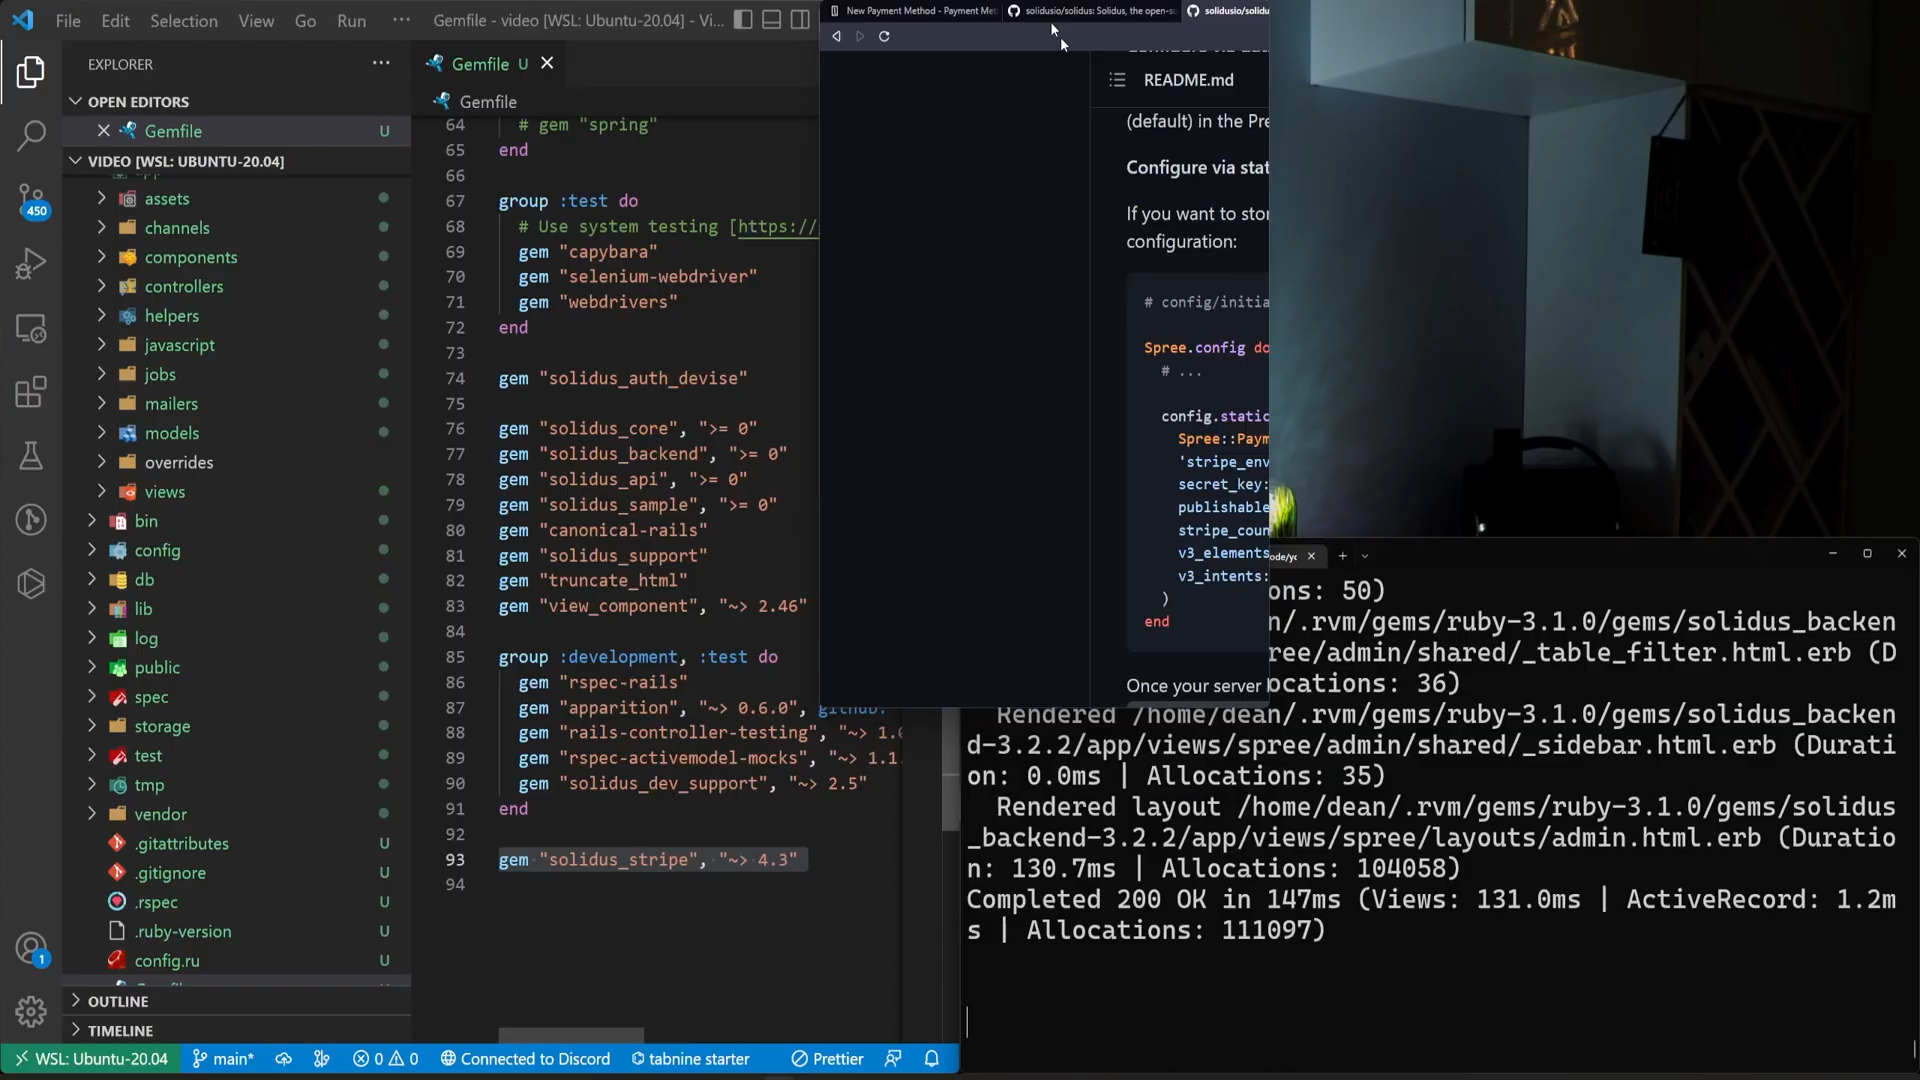 File Edit Selection View Go Run ··· Gemfile - video [WSL: Ubuntu-20.04] - Vi...
EXPLORER ···
OPEN EDITORS
Gemfile U
VIDEO [WSL: UBUNTU-20.04]
assets
channels
components
controllers
helpers
javascript
jobs
mailers
models
overrides
views
bin
config
db
lib
log
public
spec
storage
test
tmp
vendor
.gitattributes U
.gitignore U
.rspec U
.ruby-version U
config.ru U
OUTLINE
TIMELINE
450
1
Gemfile U
Gemfile
64 # gem "spring"
65 end
66
67 group :test do
68 # Use system testing [https://
69 gem "capybara"
70 gem "selenium-webdriver"
71 gem "webdrivers"
72 end
73
74 gem "solidus_auth_devise"
75
76 gem "solidus_core", ">= 0"
77 gem "solidus_backend", ">= 0"
78 gem "solidus_api", ">= 0"
79 gem "solidus_sample", ">= 0"
80 gem "canonical-rails"
81 gem "solidus_support"
82 gem "truncate_html"
83 gem "view_component", "~> 2.46"
84
85 group :development, :test do
86 gem "rspec-rails"
87 gem "apparition", "~> 0.6.0", github:
88 gem "rails-controller-testing", "~> 1.0
89 gem "rspec-activemodel-mocks", "~> 1.1.
90 gem "solidus_dev_support", "~> 2.5"
91 end
92
93 gem "solidus_stripe", "~> 4.3"
94
WSL: Ubuntu-20.04 main* 0 0 Connected to Discord tabnine starter Prettier
New Payment Method - Payment Met solidusio/solidus: Solidus, the open-s solidusio/solidu
README.md
(default) in the Pre
Configure via stat
If you want to stor
configuration:
# config/initia
Spree.config do
# ...
config.static
Spree::Paym
'stripe_env
secret_key:
publishable
stripe_coun
v3_elements
v3_intents:
)
end
Once your server
ode/yo
ons: 50)
n/.rvm/gems/ruby-3.1.0/gems/solidus_backen
ree/admin/shared/_table_filter.html.erb (D
ocations: 36)
Rendered /home/dean/.rvm/gems/ruby-3.1.0/gems/solidus_backen
d-3.2.2/app/views/spree/admin/shared/_sidebar.html.erb (Durati
on: 0.0ms | Allocations: 35)
Rendered layout /home/dean/.rvm/gems/ruby-3.1.0/gems/solidus
_backend-3.2.2/app/views/spree/layouts/admin.html.erb (Duratio
n: 130.7ms | Allocations: 104058)
Completed 200 OK in 147ms (Views: 131.0ms | ActiveRecord: 1.2m
s | Allocations: 111097)